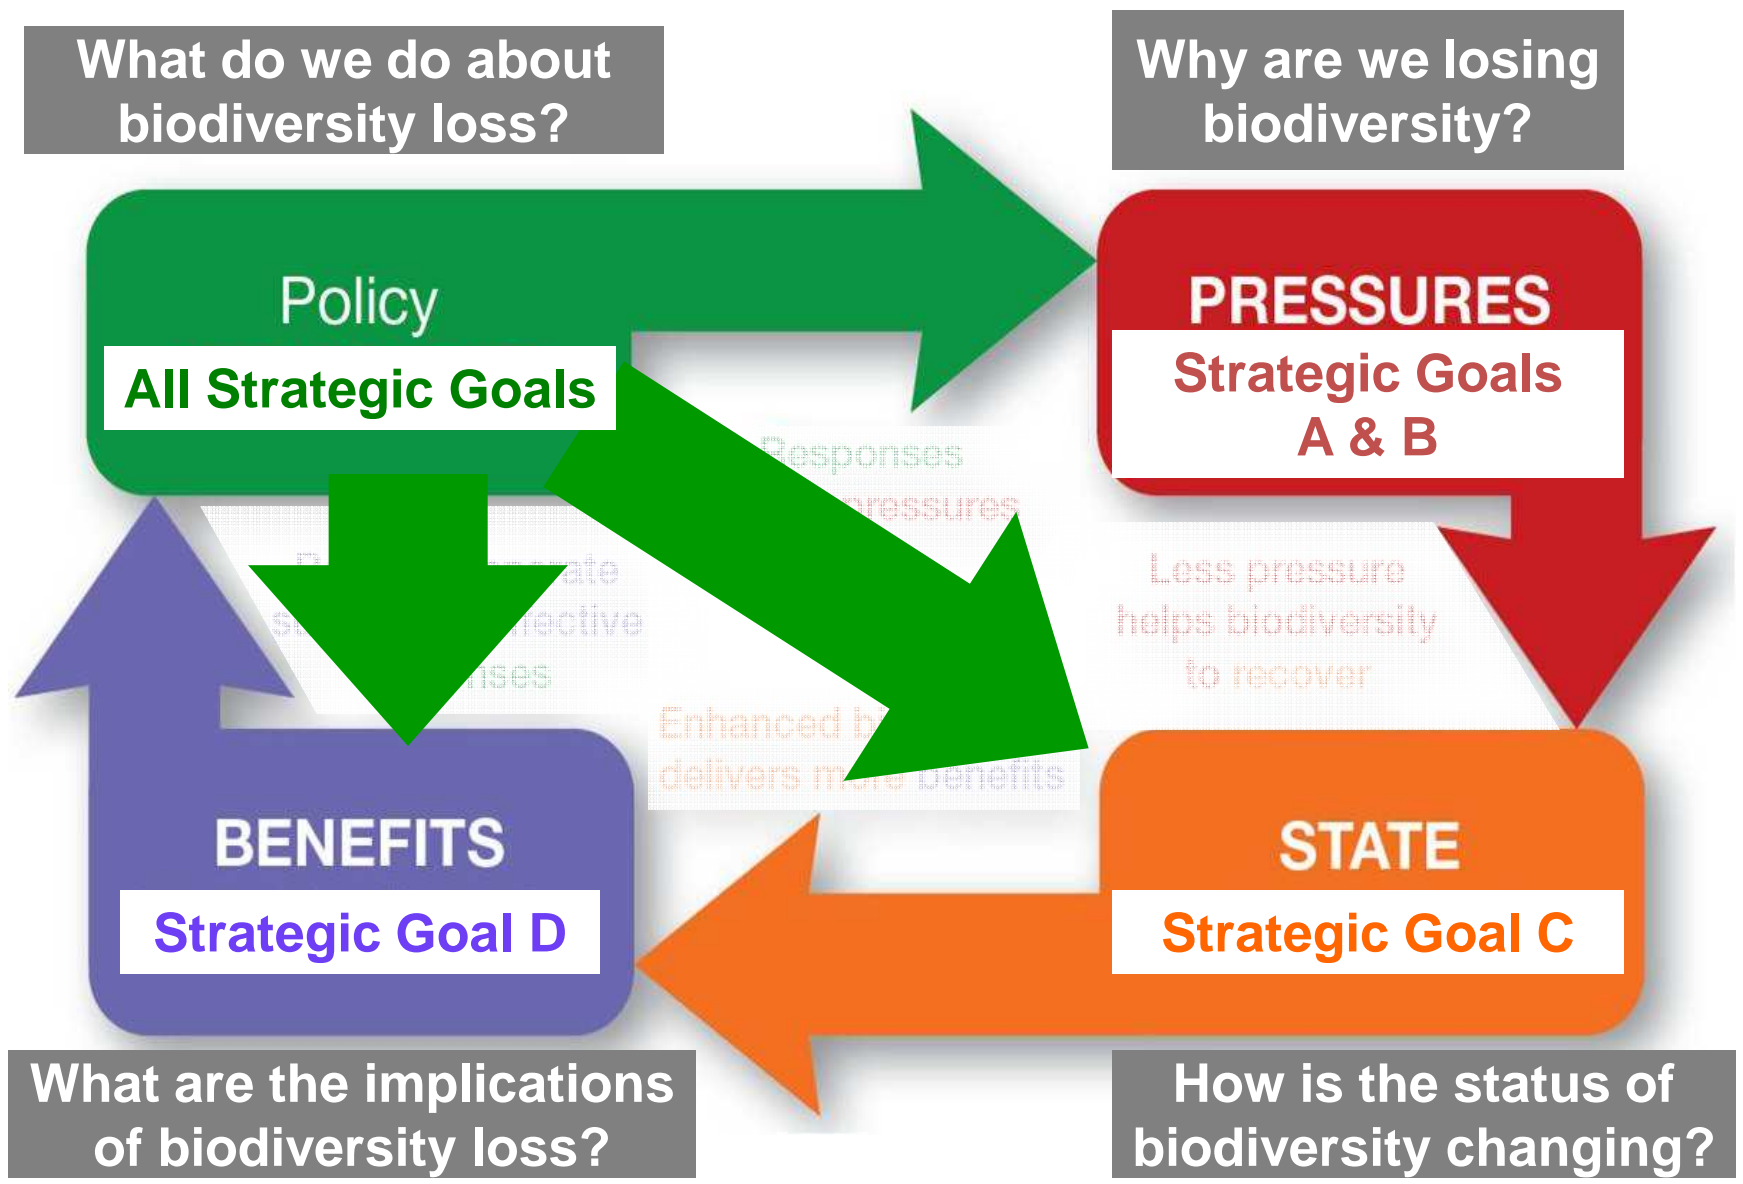 What do we do about
biodiversity loss?
Why are we losing
biodiversity?
Policy
All Strategic Goals
PRESSURES
Strategic Goals
A & B
Responses
pressures
Less pressure
helps biodiversity
to recover
Enhanced
delivers more benefits
BENEFITS
Strategic Goal D
STATE
Strategic Goal C
What are the implications
of biodiversity loss?
How is the status of
biodiversity changing?